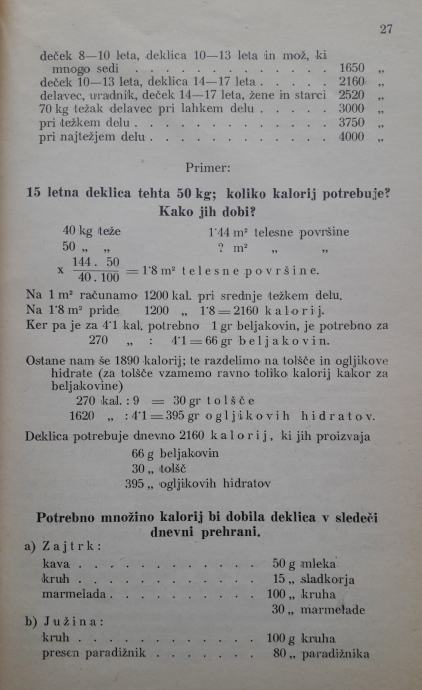 27
deček 8—10 leta, deklica 10—13 leta in mož, ki
mnogo sedi . . . . . . . . . . . . . 1650 „
deček 10—13 leta, deklica 14—17 leta . . . . . 2160 „
delavec, uradnik, deček 14—17 leta, žene in starci 2520 „
70 kg težak delavec pri lahkem delu . . . . . 3000 „
pri težkem delu . . . . . . . . . . . . . 3750 „
pri najtežjem delu . . . . . . . . . . . . 4000 „
Primer:
15 letna deklica tehta 50 kg; koliko kalorij potrebuje?
Kako jih dobi?
40 kg teže 1·44 m² telesne površine
50 „ „ ? m² „ „
x 144. 50 / 40. 100 = 1·8 m² telesne površine.
Na 1 m² računamo 1200 kal. pri srednje težkem delu.
Na 1·8 m² pride 1200 „ 1·8 = 2160 kalorij.
Ker pa je za 4·1 kal. potrebno 1 gr beljakovin, je potrebno za
270 „ : 4·1 = 66 gr beljakovin.
Ostane nam še 1890 kalorij; te razdelimo na tolšče in ogljikove
hidrate (za tolšče vzamemo ravno toliko kalorij kakor za
beljakovine)
270 kal. : 9 = 30 gr tolšče
1620 „ : 4·1 = 395 gr ogljikovih hidratov.
Deklica potrebuje dnevno 2160 kalorij, ki jih proizvaja
66 g beljakovin
30 „ tolšč
395 „ ogljikovih hidratov
Potrebno množino kalorij bi dobila deklica v sledeči
dnevni prehrani.
a) Zajtrk:
kava . . . . . . . . . . . . 50 g mleka
kruh . . . . . . . . . . . . 15 „ sladkorja
marmelada . . . . . . . . . . 100 „ kruha
30 „ marmelade
b) Južina:
kruh . . . . . . . . . . . . 100 g kruha
presen paradižnik . . . . . . . 80 „ paradižnika